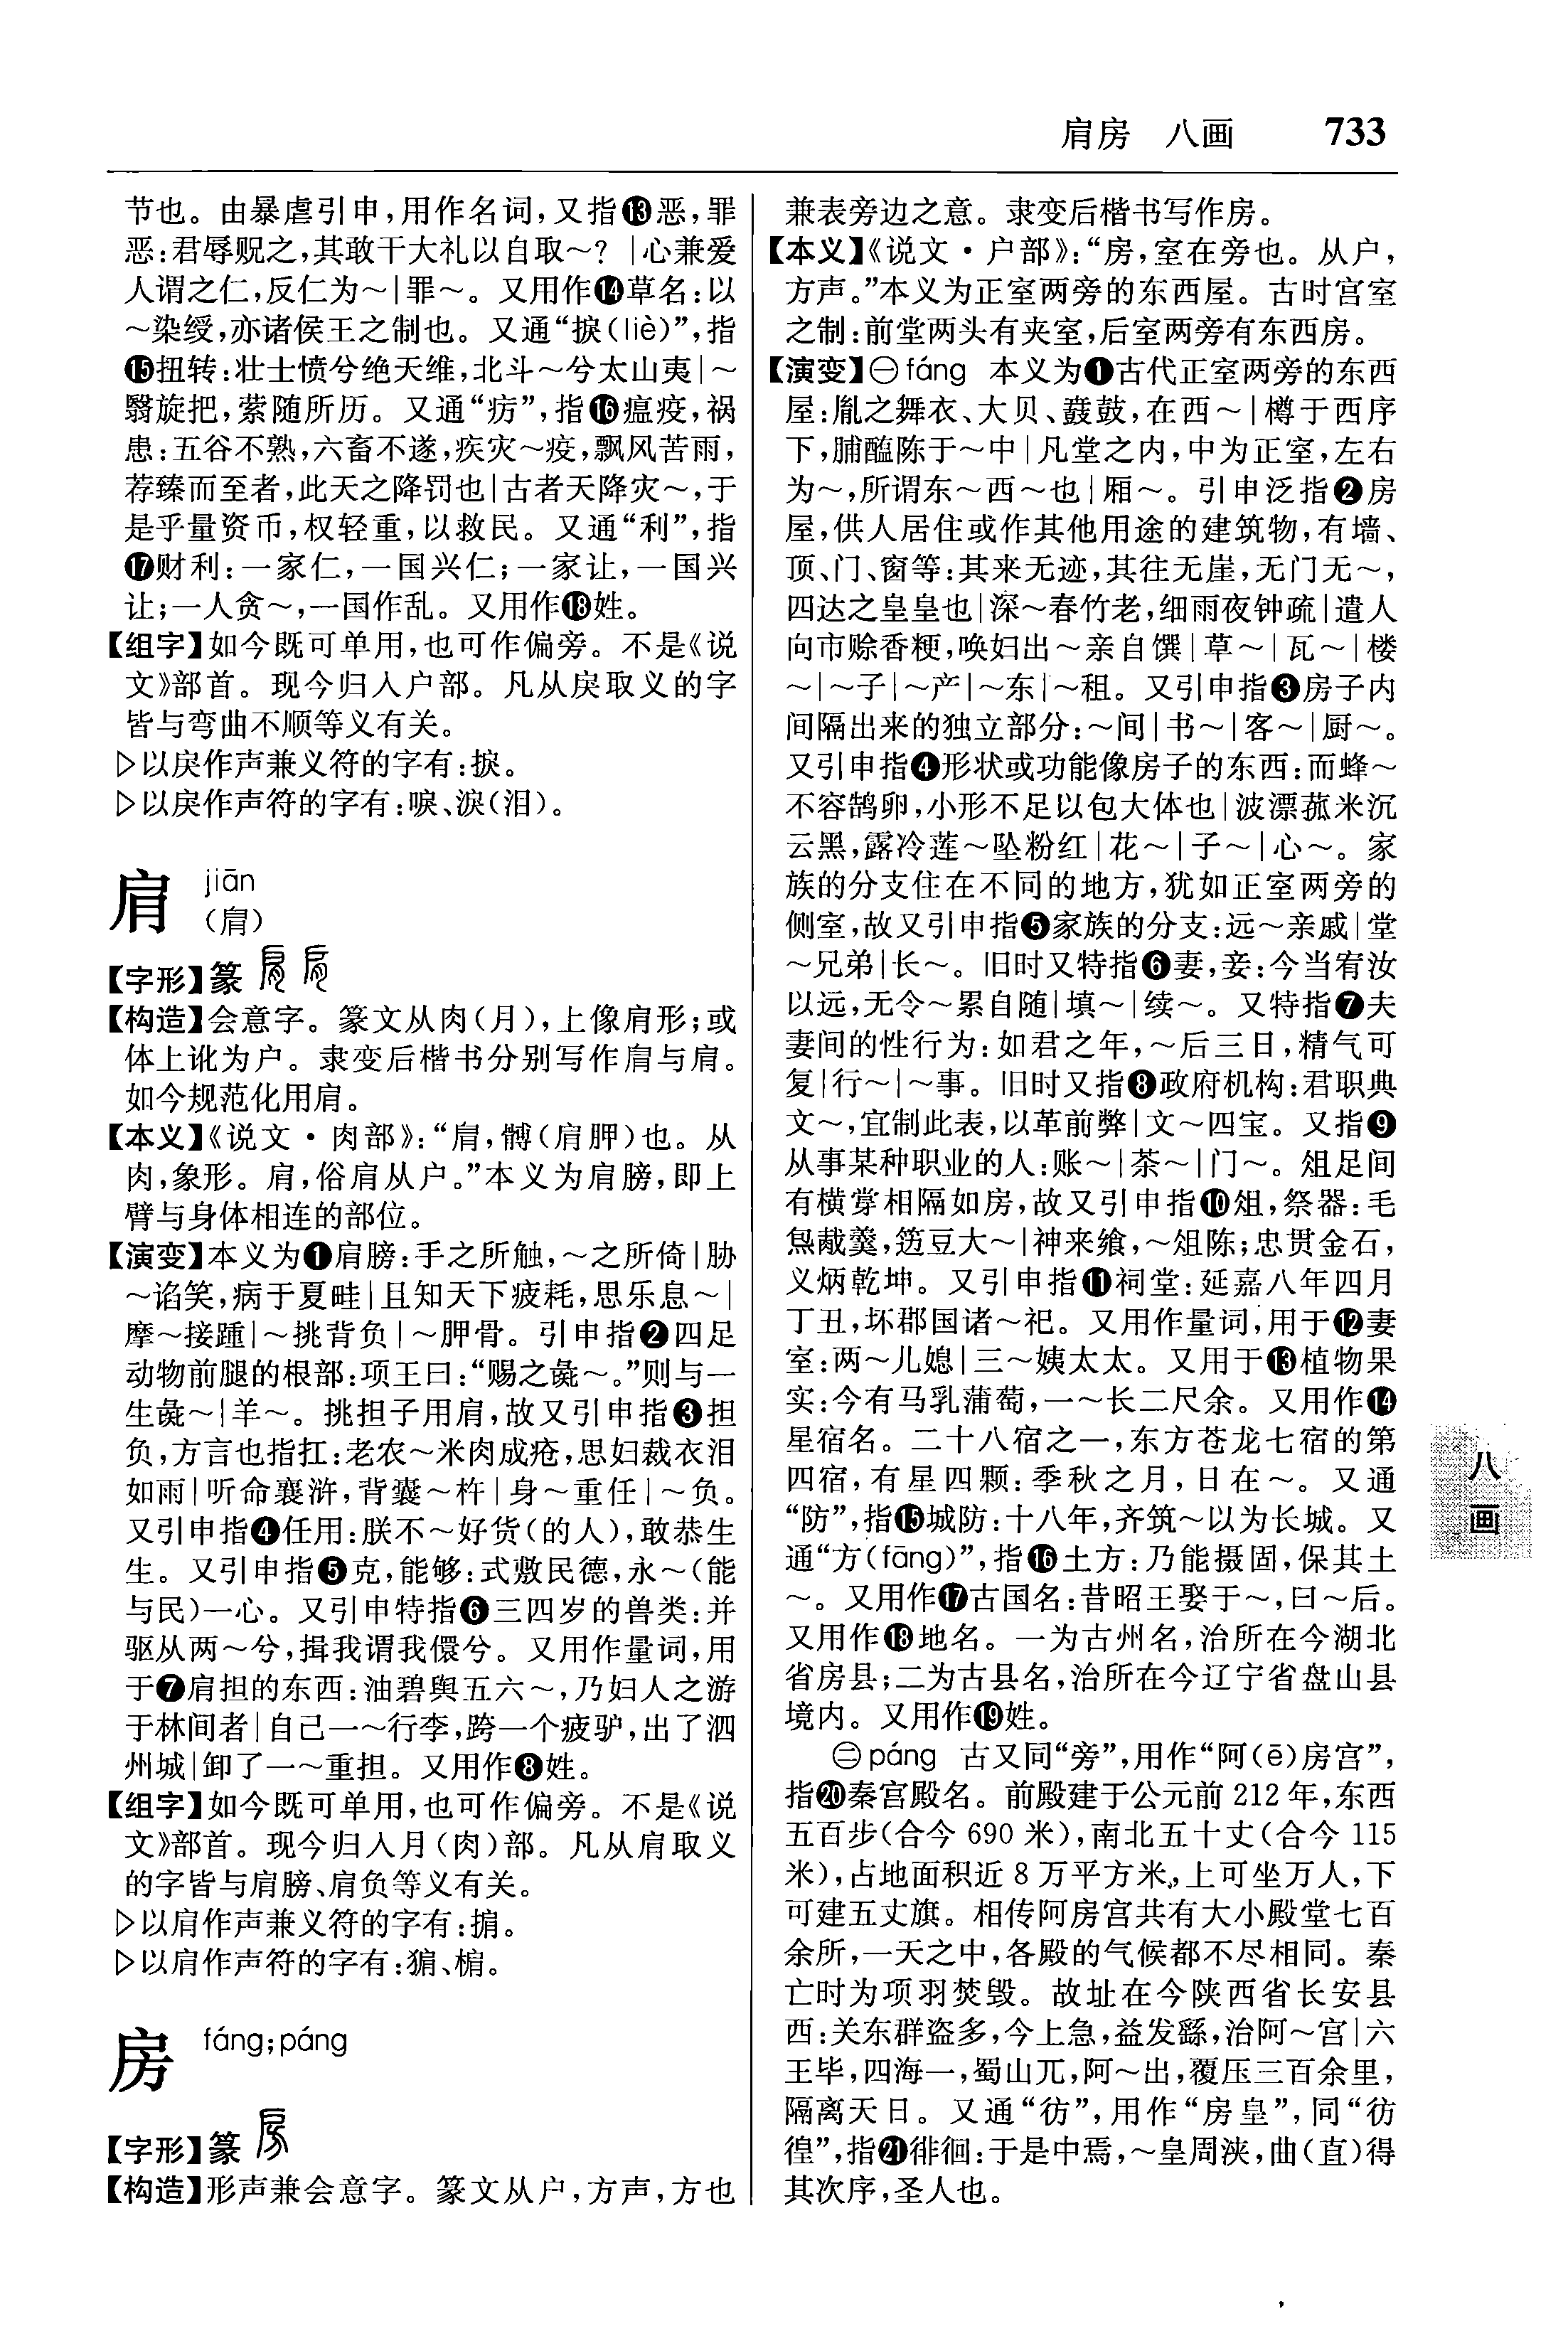 肩房 八画 733
节也。由暴虐引申,用作名词,又指⓭恶,罪
恶:君辱贶之,其敢干大礼以自取～?|心兼爱
人谓之仁,反仁为～|罪～。又用作⓮草名:以
～染绶,亦诸侯王之制也。又通“捩(liè)”,指
⓯扭转:壮士愤兮绝天维,北斗～兮太山夷|～
翳旋把,萦随所历。又通“疠”,指⓰瘟疫,祸
患:五谷不熟,六畜不遂,疾灾～疫,飘风苦雨,
荐臻而至者,此天之降罚也|古者天降灾～,于
是乎量资币,权轻重,以救民。又通“利”,指
⓱财利:一家仁,一国兴仁;一家让,一国兴
让;一人贪～,一国作乱。又用作⓲姓。
【组字】如今既可单用,也可作偏旁。不是《说
文》部首。现今归入户部。凡从戾取义的字
皆与弯曲不顺等义有关。
▷以戾作声兼义符的字有:捩。
▷以戾作声符的字有:唳、淚(泪)。
肩 jiān
(肩)
【字形】篆
【构造】会意字。篆文从肉(月),上像肩形;或
体上讹为户。隶变后楷书分别写作肩与肩。
如今规范化用肩。
【本义】《说文·肉部》:“肩,髆(肩胛)也。从
肉,象形。肩,俗肩从户。”本义为肩膀,即上
臂与身体相连的部位。
【演变】本义为❶肩膀:手之所触,～之所倚|胁
～谄笑,病于夏畦|且知天下疲耗,思乐息～|
摩～接踵|～挑背负|～胛骨。引申指❷四足
动物前腿的根部:项王曰:“赐之彘～。”则与一
生彘～|羊～。挑担子用肩,故又引申指❸担
负,方言也指扛:老农～米肉成疮,思妇裁衣泪
如雨|听命襄浒,背囊～杵|身～重任|～负。
又引申指❹任用:朕不～好货(的人),敢恭生
生。又引申指❺克,能够:式敷民德,永～(能
与民)一心。又引申特指❻三四岁的兽类:并
驱从两～兮,揖我谓我儇兮。又用作量词,用
于❼肩担的东西:油碧舆五六～,乃妇人之游
于林间者|自己一～行李,跨一个疲驴,出了泗
州城|卸了一～重担。又用作❽姓。
【组字】如今既可单用,也可作偏旁。不是《说
文》部首。现今归入月(肉)部。凡从肩取义
的字皆与肩膀、肩负等义有关。
▷以肩作声兼义符的字有:掮。
▷以肩作声符的字有:猏、椾。
房 fáng;páng
【字形】篆
【构造】形声兼会意字。篆文从户,方声,方也
兼表旁边之意。隶变后楷书写作房。
【本义】《说文·户部》:“房,室在旁也。从户,
方声。”本义为正室两旁的东西屋。古时宫室
之制:前堂两头有夹室,后室两旁有东西房。
【演变】㊀fáng 本义为❶古代正室两旁的东西
屋:胤之舞衣、大贝、鼖鼓,在西～|樽于西序
下,脯醢陈于～中|凡堂之内,中为正室,左右
为～,所谓东～西～也|厢～。引申泛指❷房
屋,供人居住或作其他用途的建筑物,有墙、
顶、门、窗等:其来无迹,其往无崖,无门无～,
四达之皇皇也|深～春竹老,细雨夜钟疏|遣人
向市赊香粳,唤妇出～亲自馔|草～|瓦～|楼
～|～子|～产|～东|～租。又引申指❸房子内
间隔出来的独立部分:～间|书～|客～|厨～。
又引申指❹形状或功能像房子的东西:而蜂～
不容鹄卵,小形不足以包大体也|波漂菰米沉
云黑,露冷莲～坠粉红|花～|子～|心～。家
族的分支住在不同的地方,犹如正室两旁的
侧室,故又引申指❺家族的分支:远～亲戚|堂
～兄弟|长～。旧时又特指❻妻,妾:今当宥汝
以远,无令～累自随|填～|续～。又特指❼夫
妻间的性行为:如君之年,～后三日,精气可
复|行～|～事。旧时又指❽政府机构:君职典
文～,宜制此表,以革前弊|文～四宝。又指❾
从事某种职业的人:账～|茶～|门～。俎足间
有横掌相隔如房,故又引申指❿俎,祭器:毛
炰胾羹,笾豆大～|神来飨,～俎陈;忠贯金石,
义炳乾坤。又引申指⓫祠堂:延嘉八年四月
丁丑,坏郡国诸～祀。又用作量词,用于⓬妻
室:两～儿媳|三～姨太太。又用于⓭植物果
实:今有马乳蒲萄,一～长二尺余。又用作⓮
星宿名。二十八宿之一,东方苍龙七宿的第
四宿,有星四颗:季秋之月,日在～。又通
“防”,指⓯城防:十八年,齐筑～以为长城。又
通“方(fāng)”,指⓰土方:乃能摄固,保其土
～。又用作⓱古国名:昔昭王娶于～,曰～后。
又用作⓲地名。一为古州名,治所在今湖北
省房县;二为古县名,治所在今辽宁省盘山县
境内。又用作⓳姓。
㊁páng 古又同“旁”,用作“阿(ē)房宫”,
指⓴秦宫殿名。前殿建于公元前212年,东西
五百步(合今690米),南北五十丈(合今115
米),占地面积近8万平方米,上可坐万人,下
可建五丈旗。相传阿房宫共有大小殿堂七百
余所,一天之中,各殿的气候都不尽相同。秦
亡时为项羽焚毁。故址在今陕西省长安县
西:关东群盗多,今上急,益发繇,治阿～宫|六
王毕,四海一,蜀山兀,阿～出,覆压三百余里,
隔离天日。又通“彷”,用作“房皇”,同“彷
徨”,指㉑徘徊:于是中焉,～皇周浃,曲(直)得
其次序,圣人也。
八
画